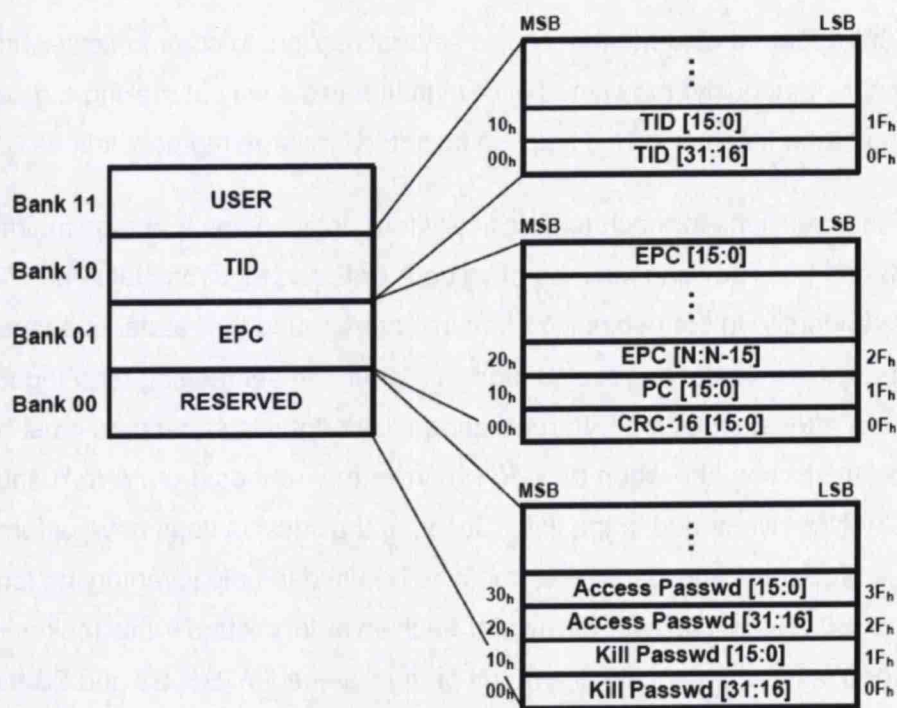 MSB LSB
⋮
10h TID [15:0] 1Fh
00h TID [31:16] 0Fh
Bank 11 USER
Bank 10 TID
Bank 01 EPC
Bank 00 RESERVED
MSB LSB
EPC [15:0]
⋮
20h EPC [N:N-15] 2Fh
10h PC [15:0] 1Fh
00h CRC-16 [15:0] 0Fh
MSB LSB
⋮
30h Access Passwd [15:0] 3Fh
20h Access Passwd [31:16] 2Fh
10h Kill Passwd [15:0] 1Fh
00h Kill Passwd [31:16] 0Fh